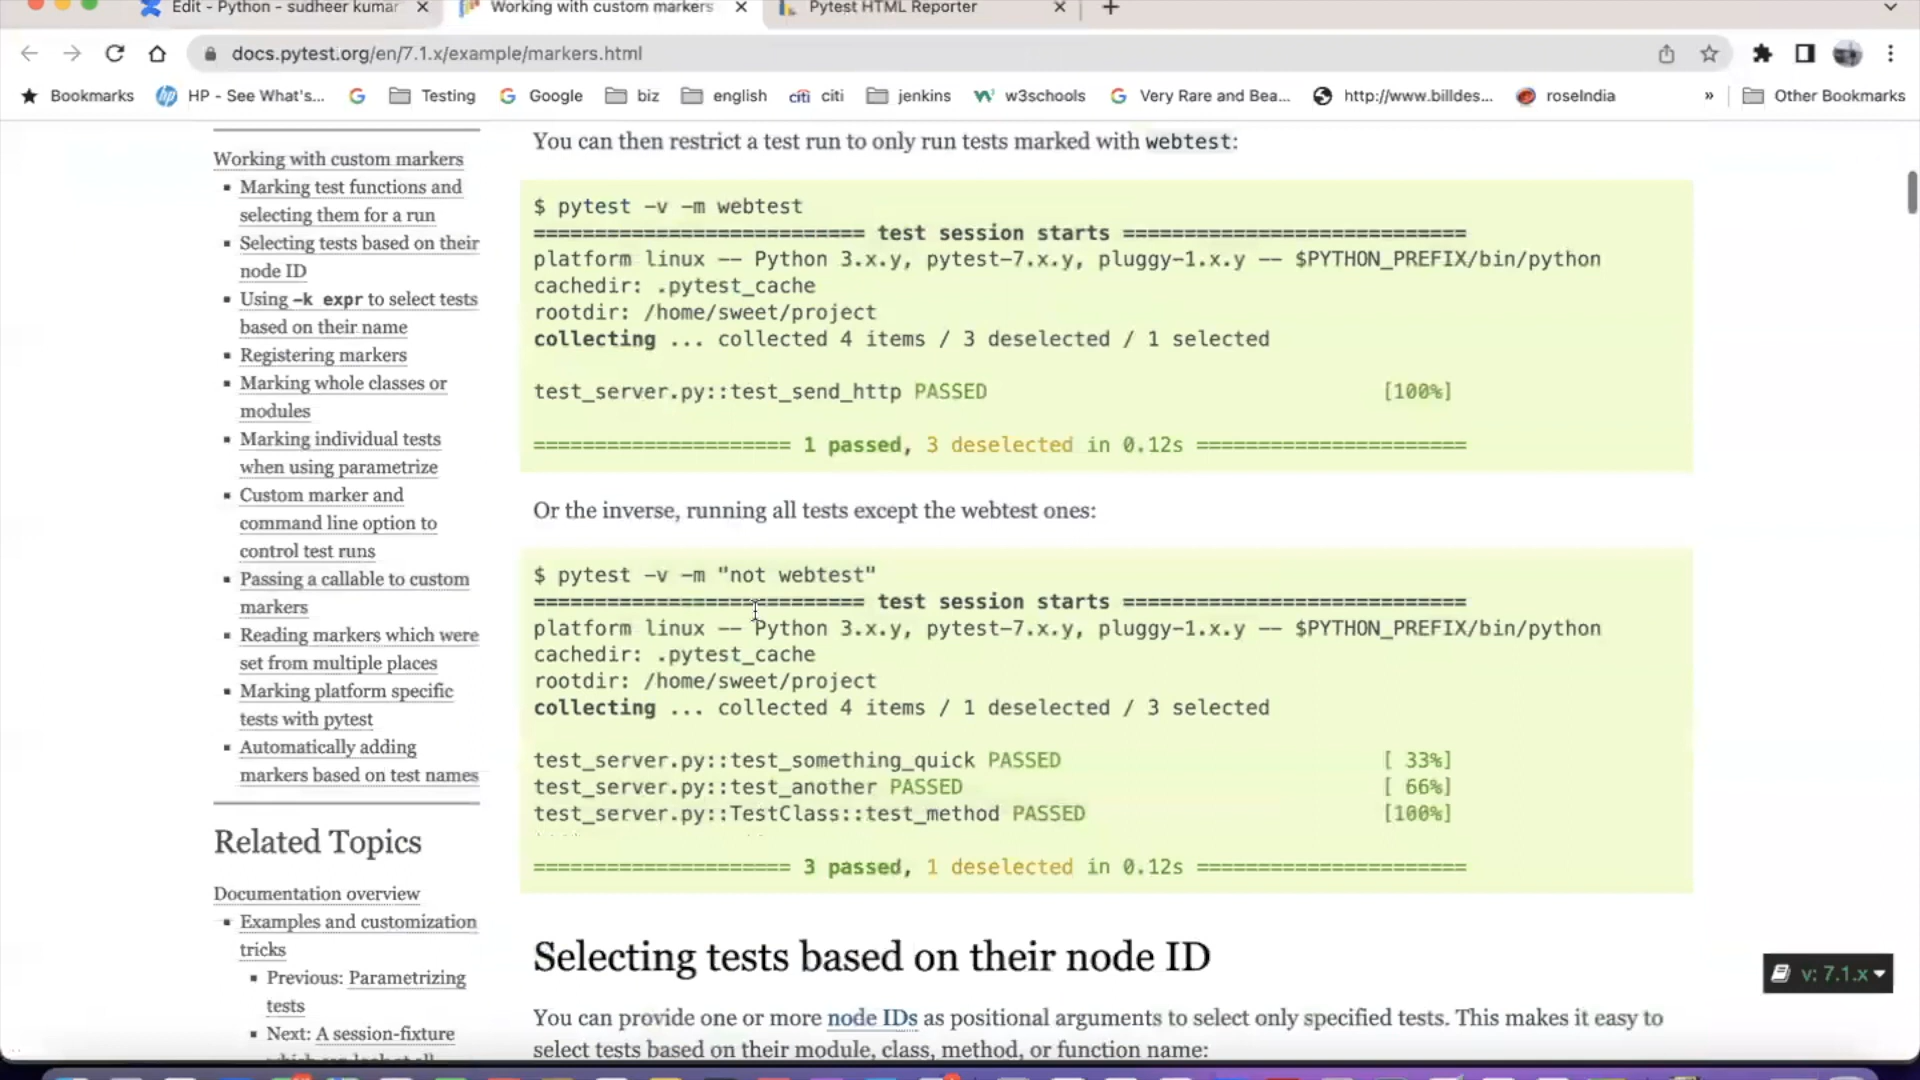 Edit - Python - sudheer kumar
Working with custom markers
Pytest HTML Reporter
docs.pytest.org/en/7.1.x/example/markers.html
Bookmarks
HP - See What's...
Testing
Google
biz
english
citi citi
jenkins
w3schools
Very Rare and Bea...
http://www.billdes...
roseIndia
»
Other Bookmarks
Working with custom markers
Marking test functions and
selecting them for a run
Selecting tests based on their
node ID
Using -k expr to select tests
based on their name
Registering markers
Marking whole classes or
modules
Marking individual tests
when using parametrize
Custom marker and
command line option to
control test runs
Passing a callable to custom
markers
Reading markers which were
set from multiple places
Marking platform specific
tests with pytest
Automatically adding
markers based on test names
Related Topics
Documentation overview
Examples and customization
tricks
Previous: Parametrizing
tests
Next: A session-fixture
You can then restrict a test run to only run tests marked with webtest:
$ pytest -v -m webtest
=========================== test session starts ============================
platform linux -- Python 3.x.y, pytest-7.x.y, pluggy-1.x.y -- $PYTHON_PREFIX/bin/python
cachedir: .pytest_cache
rootdir: /home/sweet/project
collecting ... collected 4 items / 3 deselected / 1 selected
test_server.py::test_send_http PASSED [100%]
===================== 1 passed, 3 deselected in 0.12s ======================
Or the inverse, running all tests except the webtest ones:
$ pytest -v -m "not webtest"
=========================== test session starts ============================
platform linux -- Python 3.x.y, pytest-7.x.y, pluggy-1.x.y -- $PYTHON_PREFIX/bin/python
cachedir: .pytest_cache
rootdir: /home/sweet/project
collecting ... collected 4 items / 1 deselected / 3 selected
test_server.py::test_something_quick PASSED [ 33%]
test_server.py::test_another PASSED [ 66%]
test_server.py::TestClass::test_method PASSED [100%]
===================== 3 passed, 1 deselected in 0.12s ======================
Selecting tests based on their node ID
You can provide one or more node IDs as positional arguments to select only specified tests. This makes it easy to
select tests based on their module, class, method, or function name:
v: 7.1.x